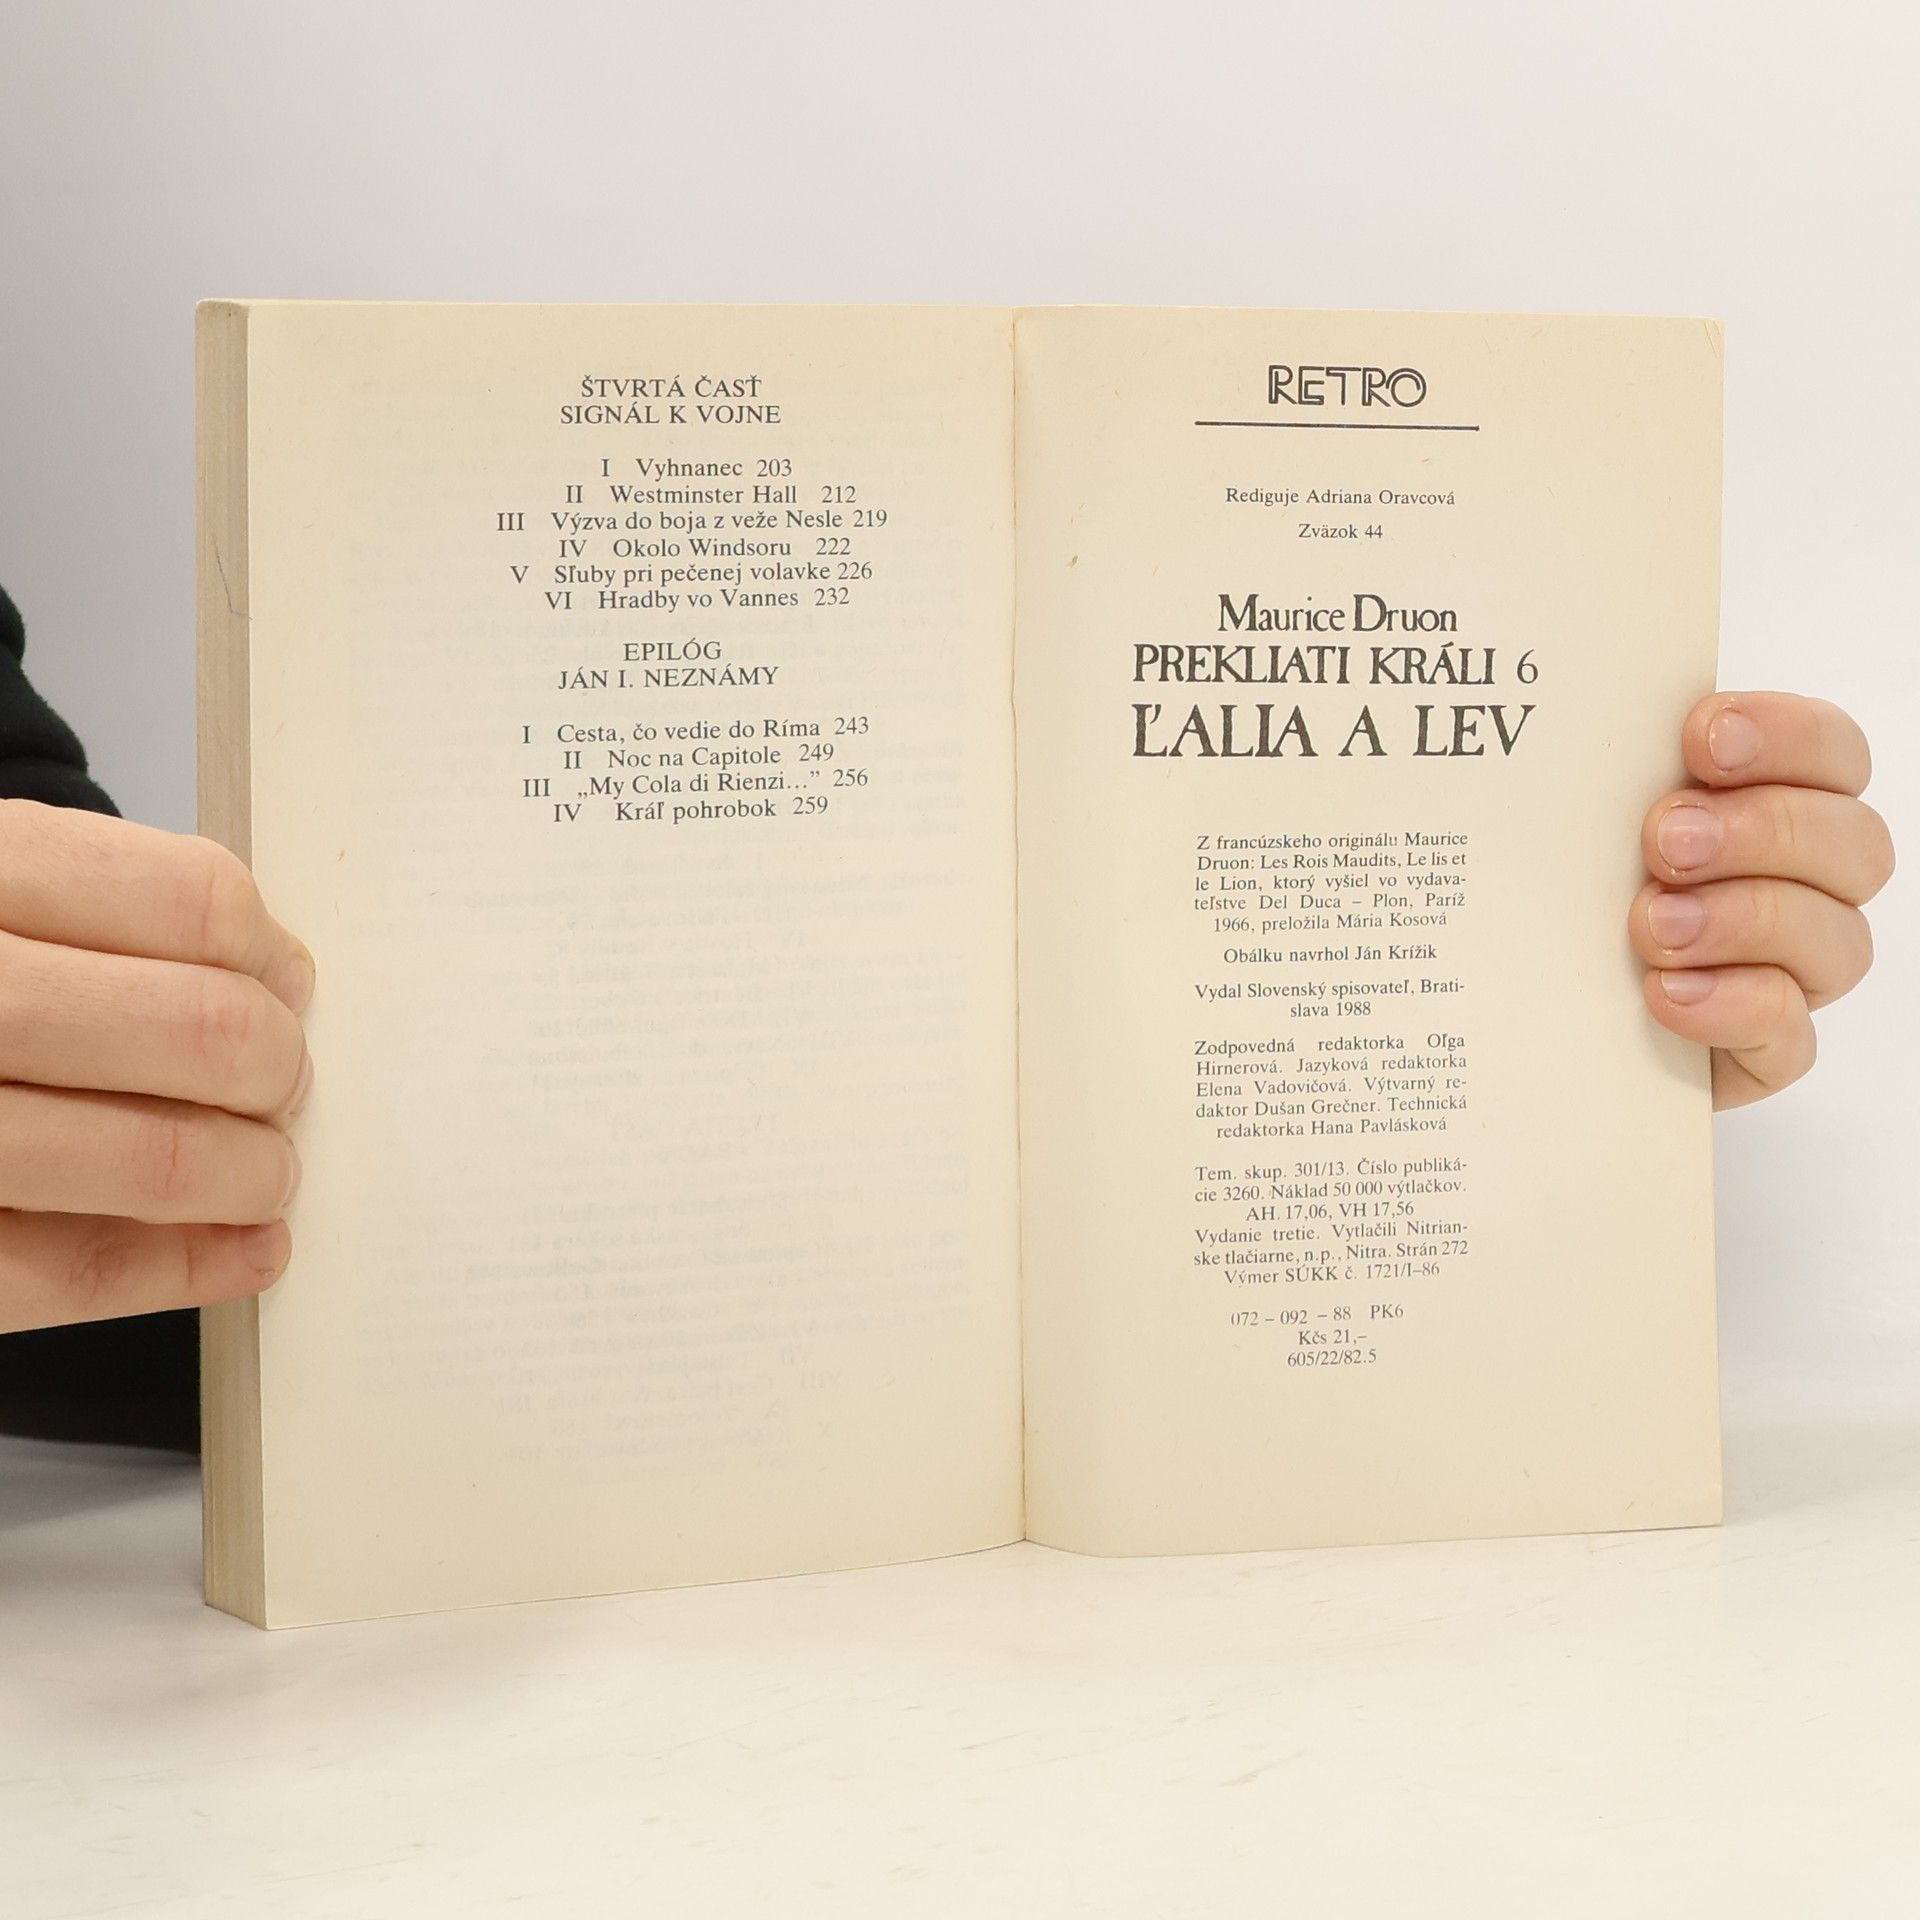 ŠTVRTÁ ČASŤ
SIGNÁL K VOJNE
I Vyhnanec 203
II Westminster Hall 212
III Výzva do boja z veže Nesle 219
IV Okolo Windsoru 222
V Sľuby pri pečenej volavke 226
VI Hradby vo Vannes 232
EPILÓG
JÁN I. NEZNÁMY
I Cesta, čo vedie do Ríma 243
II Noc na Capitole 249
III „My Cola di Rienzi...” 256
IV Kráľ pohrobok 259
RETRO
Rediguje Adriana Oravcová
Zväzok 44
Maurice Druon
PREKLIATI KRÁLI 6
ĽALIA A LEV
Z francúzskeho originálu Maurice
Druon: Les Rois Maudits, Le lis et
le Lion, ktorý vyšiel vo vydava-
teľstve Del Duca – Plon, Paríž
1966, preložila Mária Kosová
Obálku navrhol Ján Krížik
Vydal Slovenský spisovateľ, Brati-
slava 1988
Zodpovedná redaktorka Oľga
Hirnerová. Jazyková redaktorka
Elena Vadovičová. Výtvarný re-
daktor Dušan Grečner. Technická
redaktorka Hana Pavlásková
Tem. skup. 301/13. Číslo publiká-
cie 3260. Náklad 50 000 výtlačkov.
AH. 17,06, VH 17,56
Vydanie tretie. Vytlačili Nitrian-
ske tlačiarne, n.p., Nitra. Strán 272
Výmer SÚKK č. 1721/I–86
072 – 092 – 88 PK6
Kčs 21,–
605/22/82.5